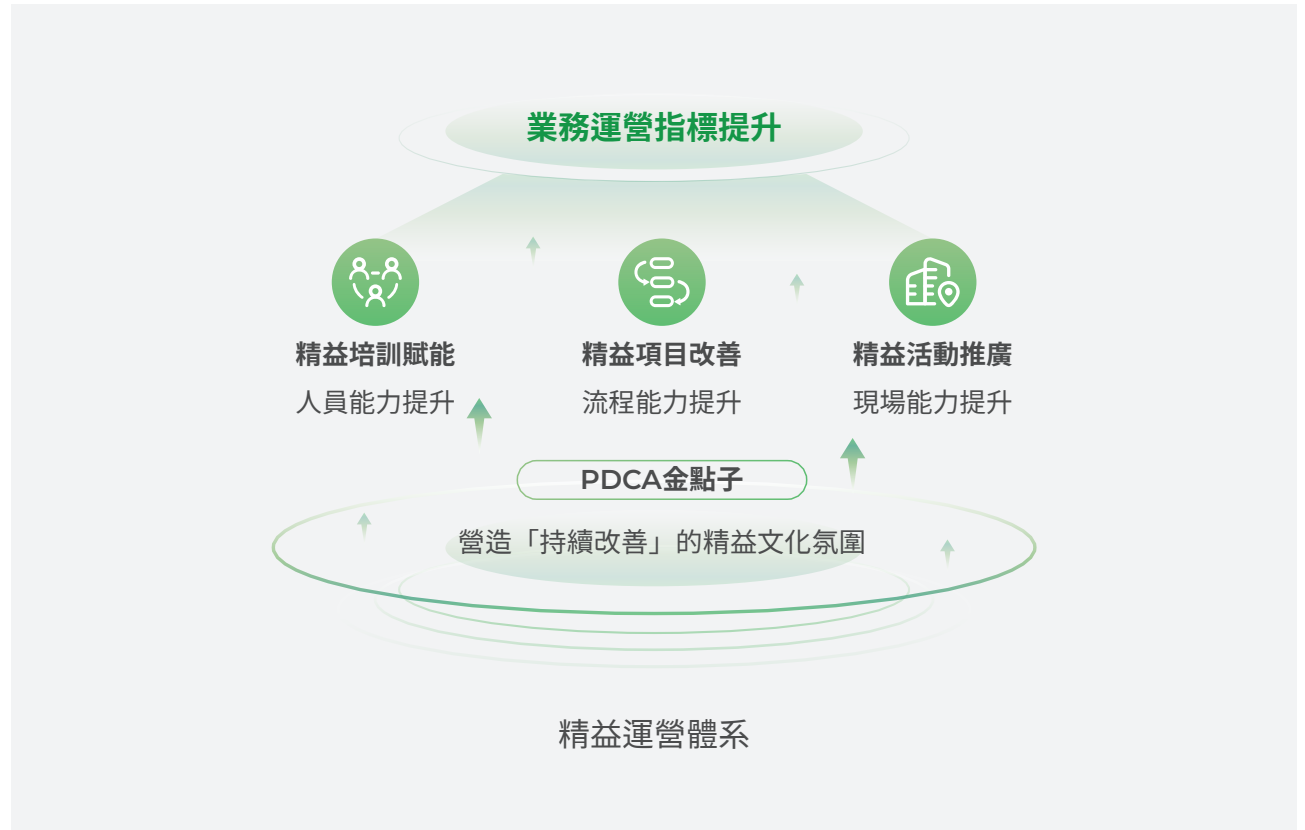 業務運營指標提升
精益培訓賦能
人員能力提升
精益項目改善
流程能力提升
精益活動推廣
現場能力提升
PDCA金點子
營造「持續改善」的精益文化氛圍
精益運營體系